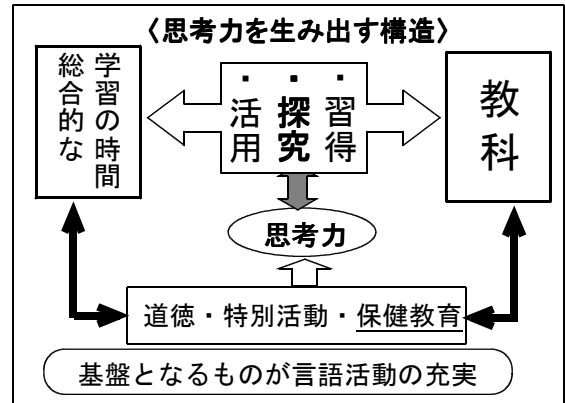 〈思考力を生み出す構造〉
総合的な
学習の時間
・活用
・探究
・習得
教科
思考力
道徳・特別活動・保健教育
基盤となるものが言語活動の充実